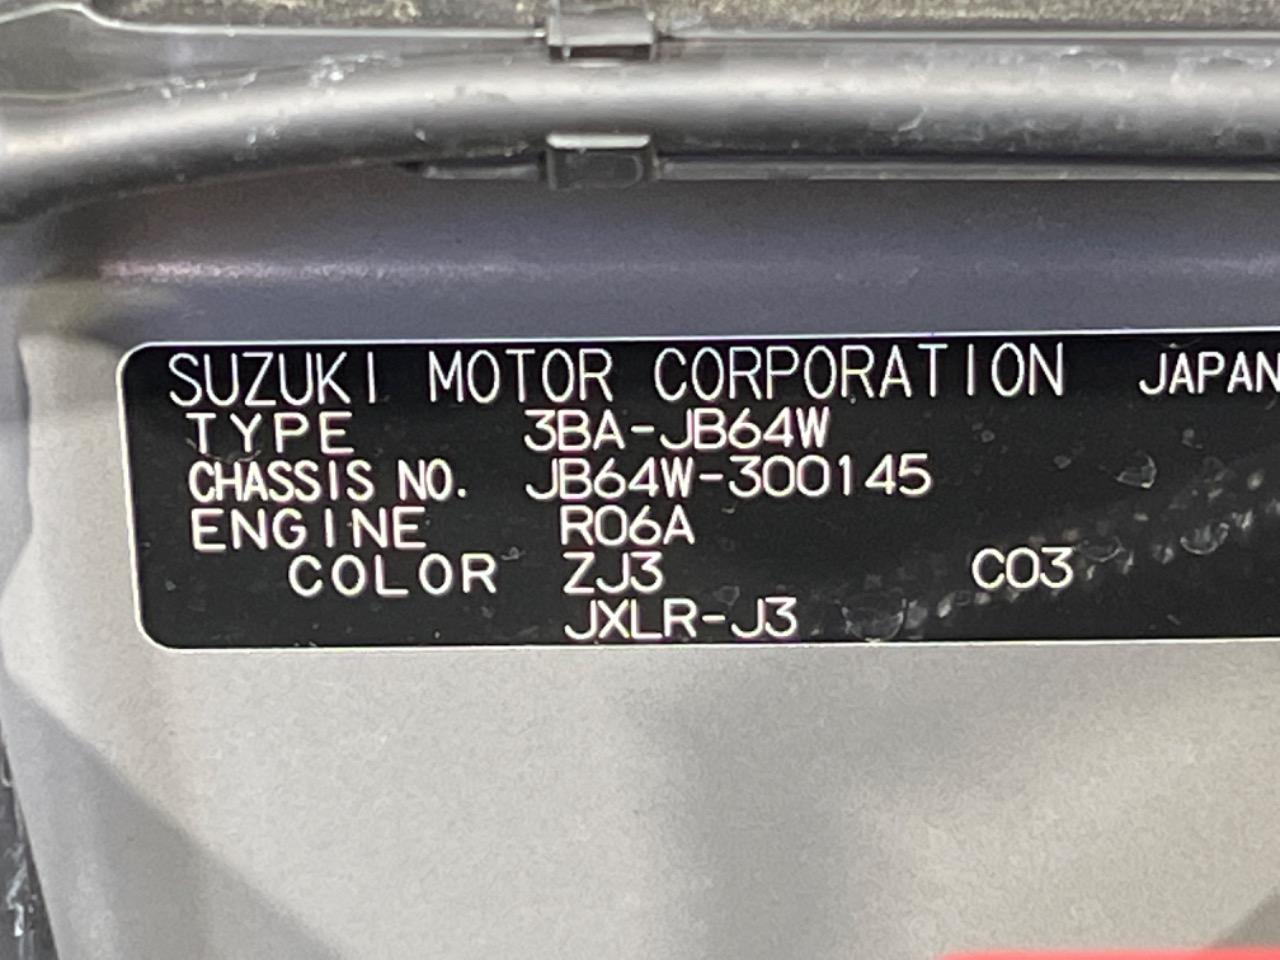 SUZUKI MOTOR CORPORATION JAPAN
TYPE 3BA-JB64W
CHASSIS NO. JB64W-300145
ENGINE R06A
COLOR ZJ3 C03
JXLR-J3